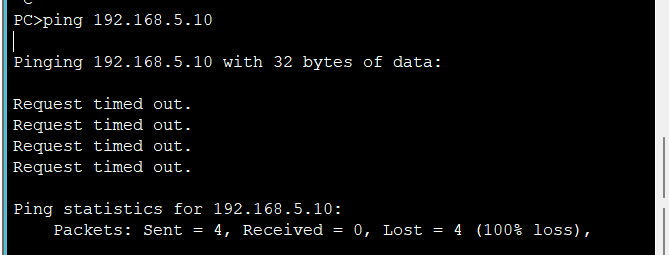 PC>ping 192.168.5.10
Pinging 192.168.5.10 with 32 bytes of data:
Request timed out.
Request timed out.
Request timed out.
Request timed out.
Ping statistics for 192.168.5.10:
Packets: Sent = 4, Received = 0, Lost = 4 (100% loss),